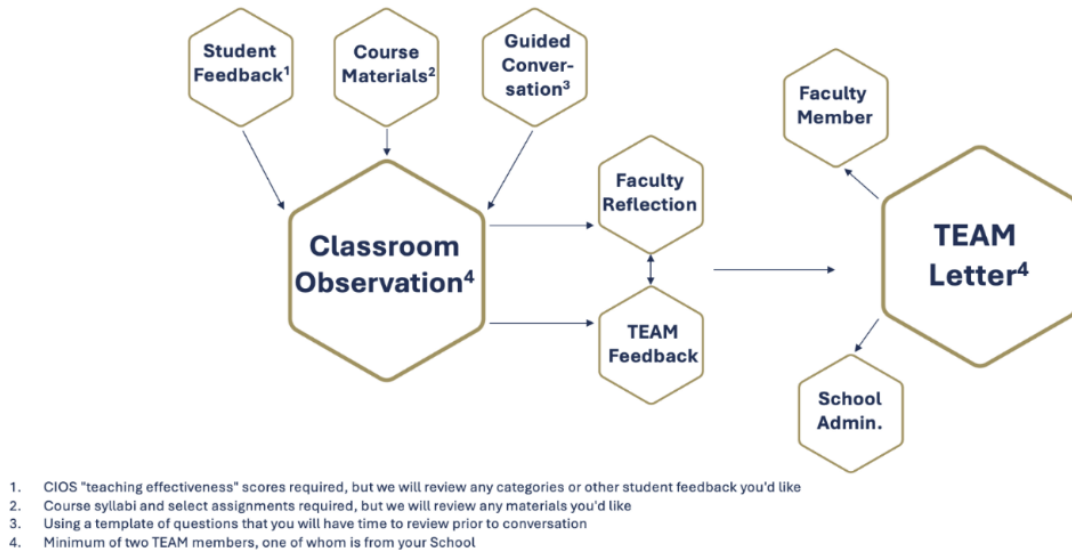 Student
Feedback¹
Course
Materials²
Guided
Conver-
sation³
Faculty
Member
Faculty
Reflection
Classroom
Observation⁴
TEAM
Letter⁴
TEAM
Feedback
School
Admin.
1. CIOS "teaching effectiveness" scores required, but we will review any categories or other student feedback you'd like
2. Course syllabi and select assignments required, but we will review any materials you'd like
3. Using a template of questions that you will have time to review prior to conversation
4. Minimum of two TEAM members, one of whom is from your School